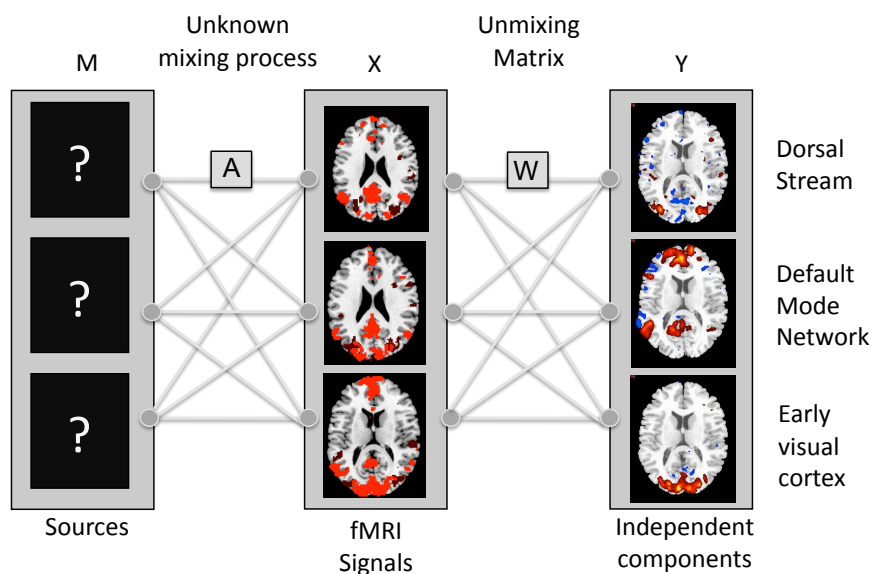 Unknown
mixing process
Unmixing
Matrix
M
X
Y
?
?
?
A
W
Dorsal
Stream
Default
Mode
Network
Early
visual
cortex
Sources
fMRI
Signals
Independent
components